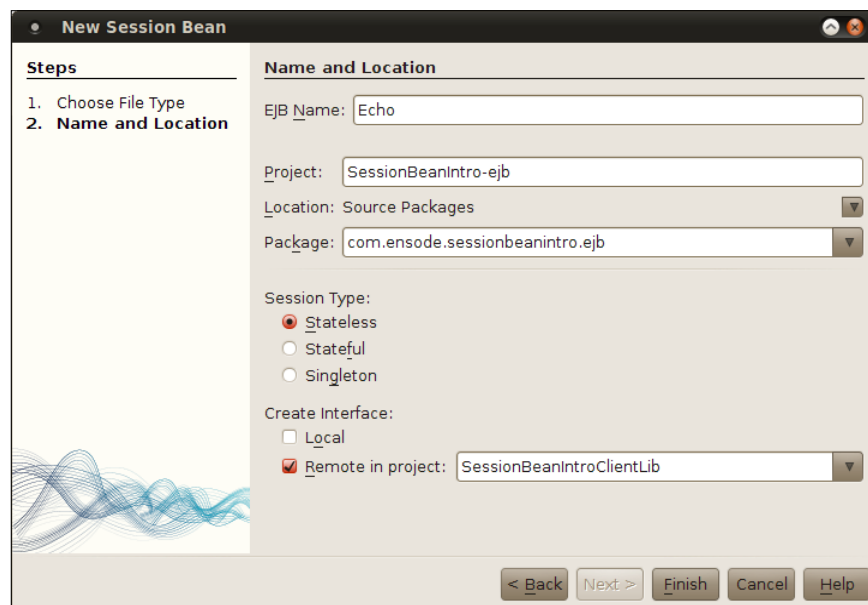 New Session Bean
Steps
1. Choose File Type
2. Name and Location
Name and Location
EJB Name: Echo
Project: SessionBeanIntro-ejb
Location: Source Packages
Package: com.ensode.sessionbeanintro.ejb
Session Type:
Stateless
Stateful
Singleton
Create Interface:
Local
Remote in project: SessionBeanIntroClientLib
< Back Next > Finish Cancel Help